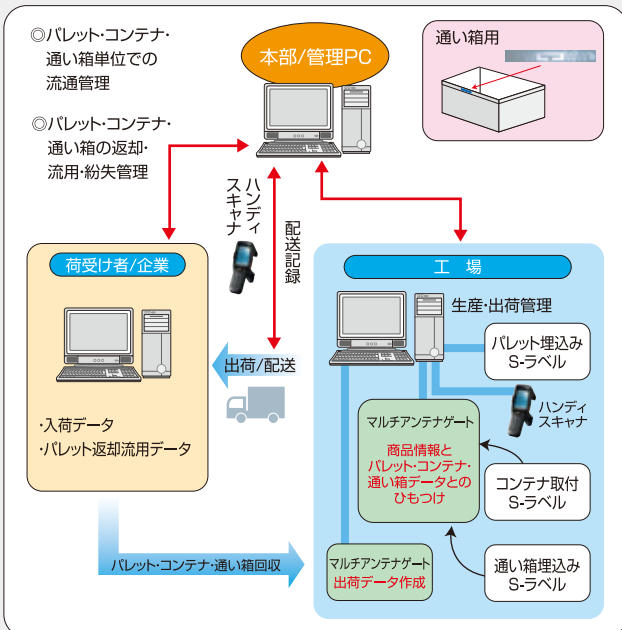 ◎パレット・コンテナ・
通い箱単位での
流通管理
◎パレット・コンテナ・
通い箱の返却・
流用・紛失管理
本部/管理PC
通い箱用
ハンディ
スキャナ
配送記録
荷受け者/企業
・入荷データ
・パレット返却流用データ
出荷/配送
工 場
生産・出荷管理
パレット埋込み
S-ラベル
ハンディ
スキャナ
マルチアンテナゲート
商品情報と
パレット・コンテナ・
通い箱データとの
ひもつけ
コンテナ取付
S-ラベル
通い箱埋込み
S-ラベル
マルチアンテナゲート
出荷データ作成
パレット・コンテナ・通い箱回収